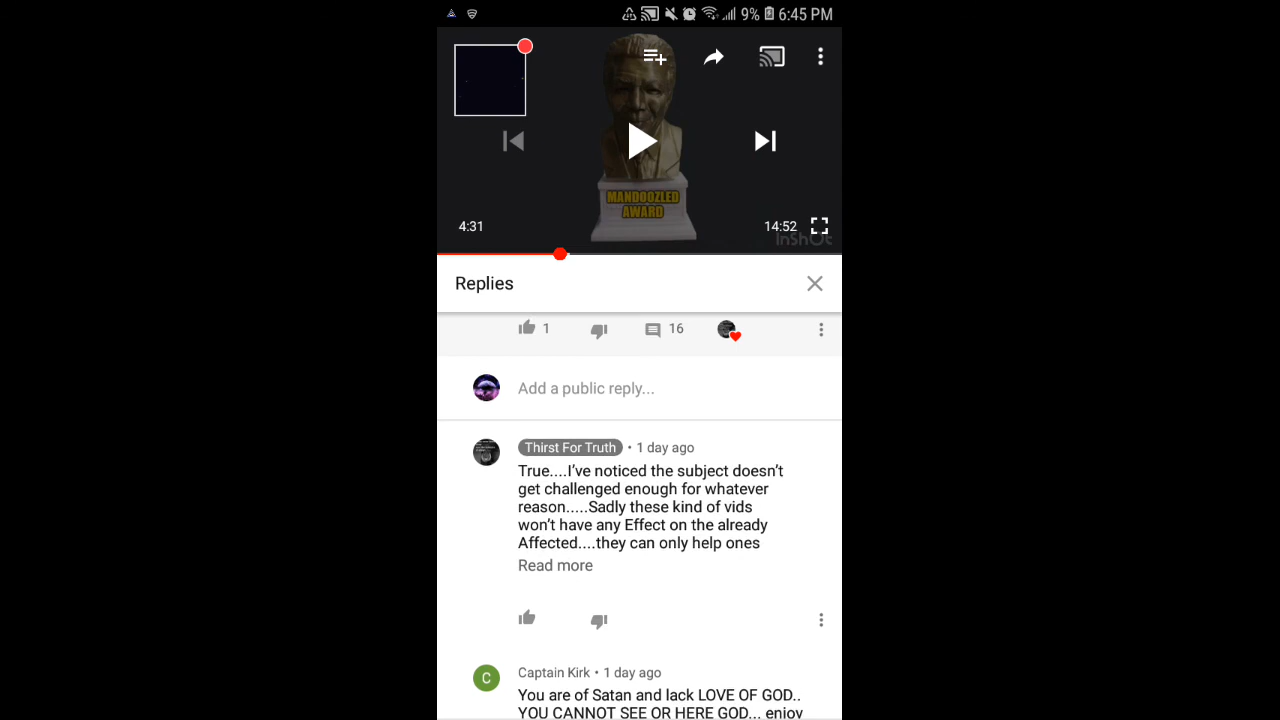 9% 6:45 PM
MANDOOZLED
AWARD
4:31
14:52
InShOt
Replies
1
16
Add a public reply...
Thirst For Truth • 1 day ago
True....I've noticed the subject doesn't
get challenged enough for whatever
reason.....Sadly these kind of vids
won't have any Effect on the already
Affected....they can only help ones
Read more
C
Captain Kirk • 1 day ago
You are of Satan and lack LOVE OF GOD..
YOU CANNOT SEE OR HERE GOD... enjoy